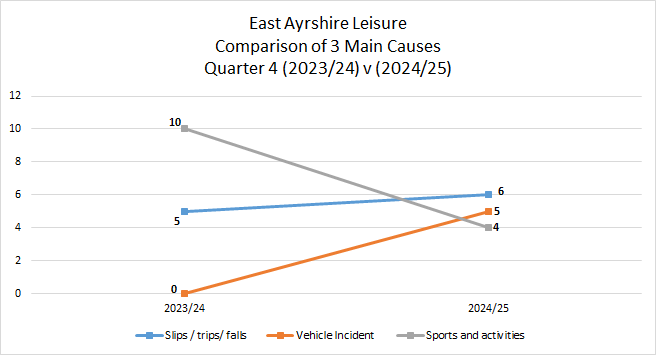 East Ayrshire Leisure
Comparison of 3 Main Causes
Quarter 4 (2023/24) v (2024/25)
12
10
8
6
4
2
0
10
5
0
6
5
4
2023/24
2024/25
Slips / trips/ falls
Vehicle Incident
Sports and activities